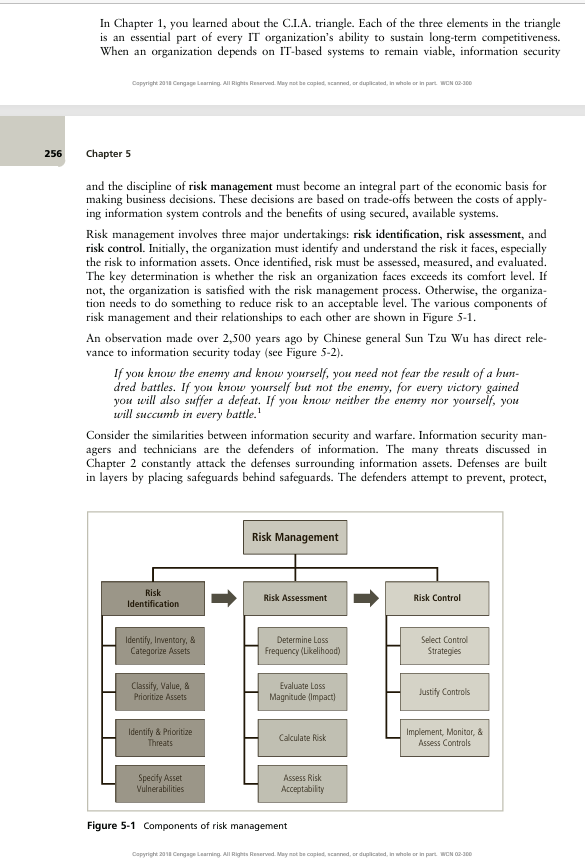 In Chapter 1, you learned about the C.I.A. triangle. Each of the three elements in the triangle
is an essential part of every IT organization's ability to sustain long-term competitiveness.
When an organization depends on IT-based systems to remain viable, information security
Copyright 2018 Cengage Learning. All Rights Reserved. May not be copied, scanned, or duplicated, in whole or in part. WCN 02-300
256 Chapter 5
and the discipline of risk management must become an integral part of the economic basis for
making business decisions. These decisions are based on trade-offs between the costs of apply-
ing information system controls and the benefits of using secured, available systems.
Risk management involves three major undertakings: risk identification, risk assessment, and
risk control. Initially, the organization must identify and understand the risk it faces, especially
the risk to information assets. Once identified, risk must be assessed, measured, and evaluated.
The key determination is whether the risk an organization faces exceeds its comfort level. If
not, the organization is satisfied with the risk management process. Otherwise, the organiza-
tion needs to do something to reduce risk to an acceptable level. The various components of
risk management and their relationships to each other are shown in Figure 5-1.
An observation made over 2,500 years ago by Chinese general Sun Tzu Wu has direct rele-
vance to information security today (see Figure 5-2).
If you know the enemy and know yourself, you need not fear the result of a hun-
dred battles. If you know yourself but not the enemy, for every victory gained
you will also suffer a defeat. If you know neither the enemy nor yourself, you
will succumb in every battle.1
Consider the similarities between information security and warfare. Information security man-
agers and technicians are the defenders of information. The many threats discussed in
Chapter 2 constantly attack the defenses surrounding information assets. Defenses are built
in layers by placing safeguards behind safeguards. The defenders attempt to prevent, protect,
Risk Management
Risk
Identification
Identify, Inventory, &
Categorize Assets
Classify, Value, &
Prioritize Assets
Identify & Prioritize
Threats
Specify Asset
Vulnerabilities
Risk Assessment
Determine Loss
Frequency (Likelihood)
Evaluate Loss
Magnitude (Impact)
Calculate Risk
Assess Risk
Acceptability
Risk Control
Select Control
Strategies
Justify Controls
Implement, Monitor, &
Assess Controls
Figure 5-1 Components of risk management
Copyright 2018 Cengage Learning. All Rights Reserved. May not be copied, scanned, or duplicated, in whole or in part. WCN 02-300